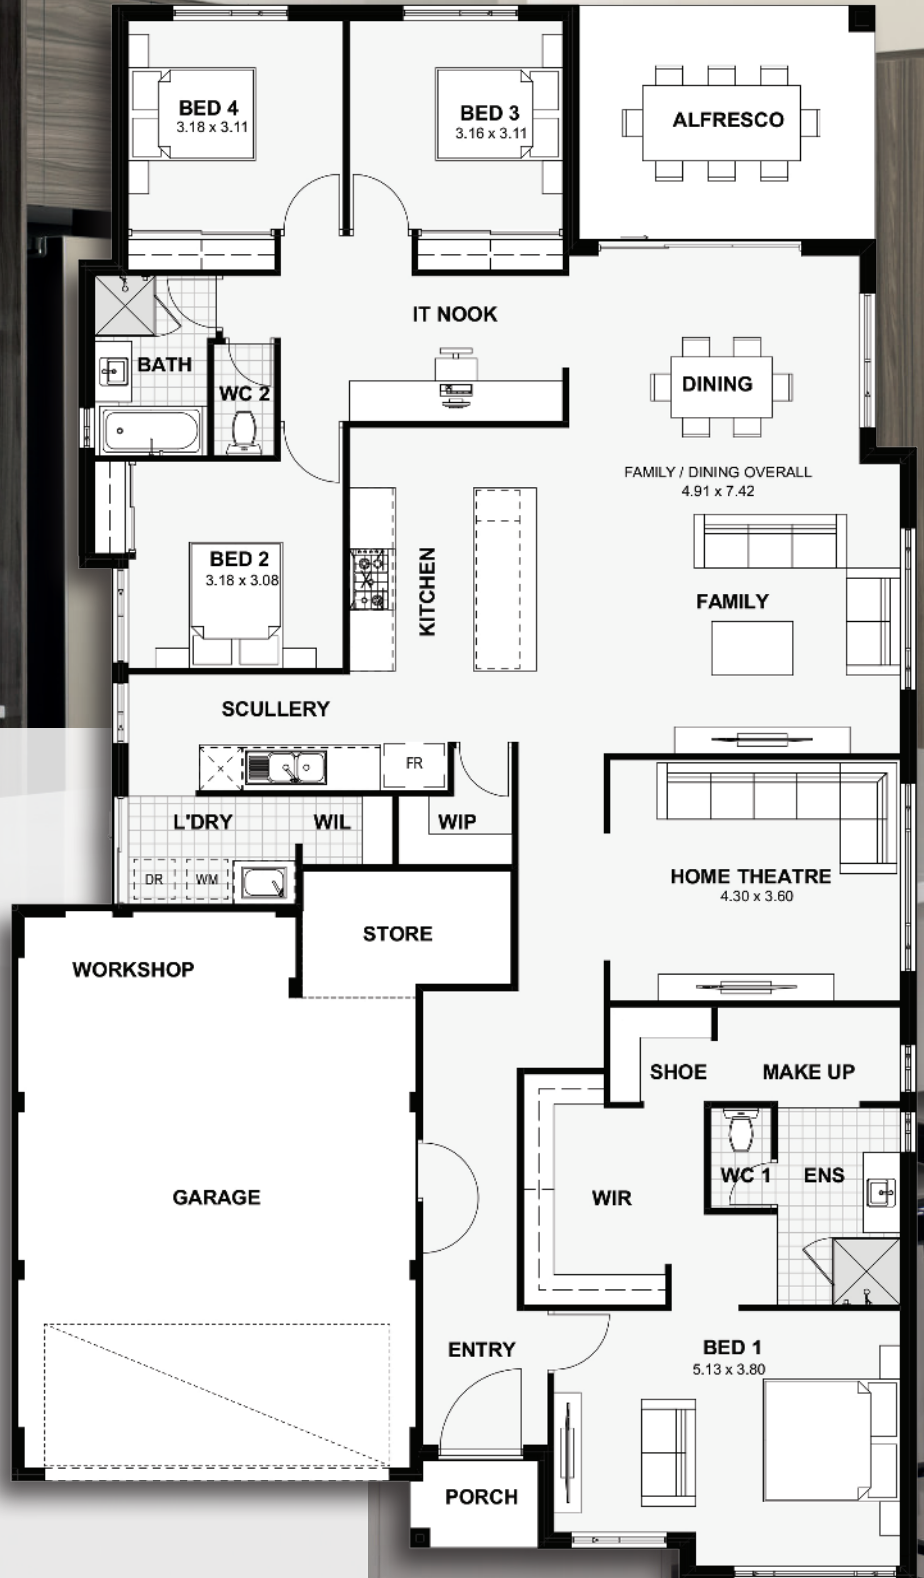 BED 4
3.18 x 3.11
BED 3
3.16 x 3.11
ALFRESCO
IT NOOK
BATH
WC 2
DINING
FAMILY / DINING OVERALL
4.91 x 7.42
BED 2
3.18 x 3.08
KITCHEN
FAMILY
SCULLERY
FR
L'DRY
WIL
WIP
DR
WM
HOME THEATRE
4.30 x 3.60
STORE
WORKSHOP
SHOE
MAKE UP
WC 1
ENS
GARAGE
WIR
ENTRY
BED 1
5.13 x 3.80
PORCH